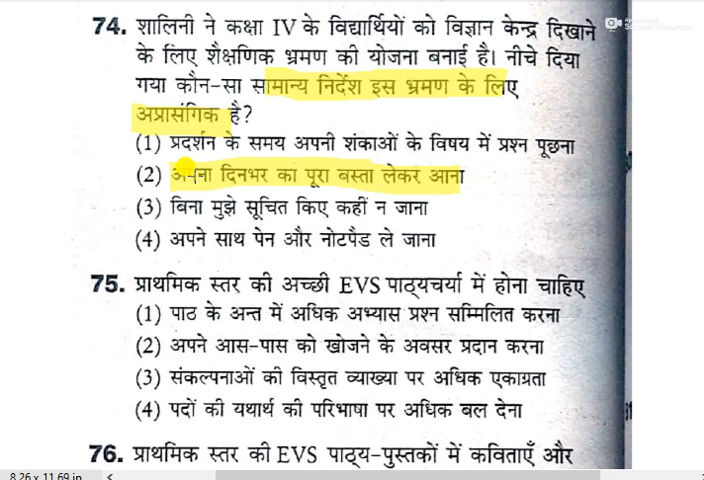 74. शालिनी ने कक्षा IV के विद्यार्थियों को विज्ञान केन्द्र दिखाने
के लिए शैक्षणिक भ्रमण की योजना बनाई है। नीचे दिया
गया कौन-सा सामान्य निर्देश इस भ्रमण के लिए
अप्रासंगिक है?
(1) प्रदर्शन के समय अपनी शंकाओं के विषय में प्रश्न पूछना
(2) अपना दिनभर का पूरा बस्ता लेकर आना
(3) बिना मुझे सूचित किए कहीं न जाना
(4) अपने साथ पेन और नोटपैड ले जाना
75. प्राथमिक स्तर की अच्छी EVS पाठ्यचर्या में होना चाहिए
(1) पाठ के अन्त में अधिक अभ्यास प्रश्न सम्मिलित करना
(2) अपने आस-पास को खोजने के अवसर प्रदान करना
(3) संकल्पनाओं की विस्तृत व्याख्या पर अधिक एकाग्रता
(4) पदों की यथार्थ की परिभाषा पर अधिक बल देना
76. प्राथमिक स्तर की EVS पाठ्य-पुस्तकों में कविताएँ और
8.26 x 11.69 in